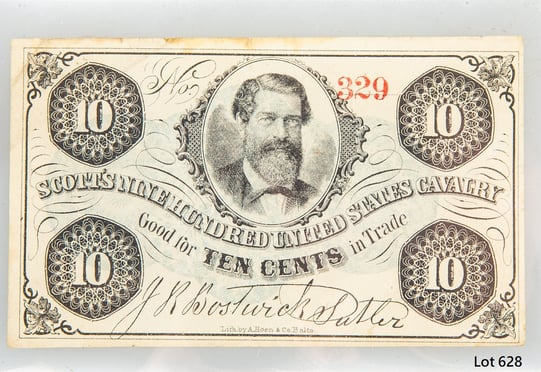 No 329
10 10
SCOTT'S NINE HUNDRED UNITED STATES CAVALRY
Good for TEN CENTS in Trade
10 10
J R Bostwick Sutler
Lith. by A. Hoen & Co. Balto.
Lot 628